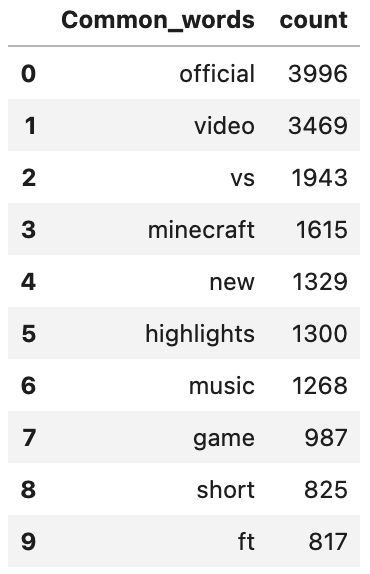 Common_words count
0 official 3996
1 video 3469
2 vs 1943
3 minecraft 1615
4 new 1329
5 highlights 1300
6 music 1268
7 game 987
8 short 825
9 ft 817